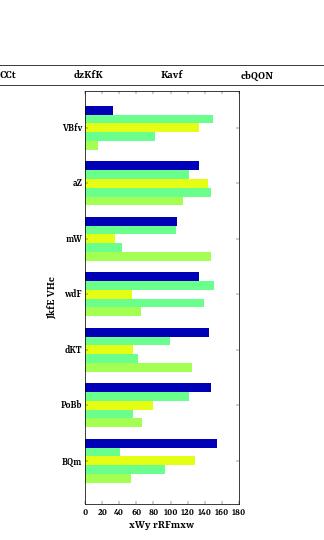 CCt dzKfK Kavf cbQON
VBfv
aZ
mW
wdF
dKT
PoBb
BQm
JkfE VHc
0 20 40 60 80 100 120 140 160 180
xWy rRFmxw